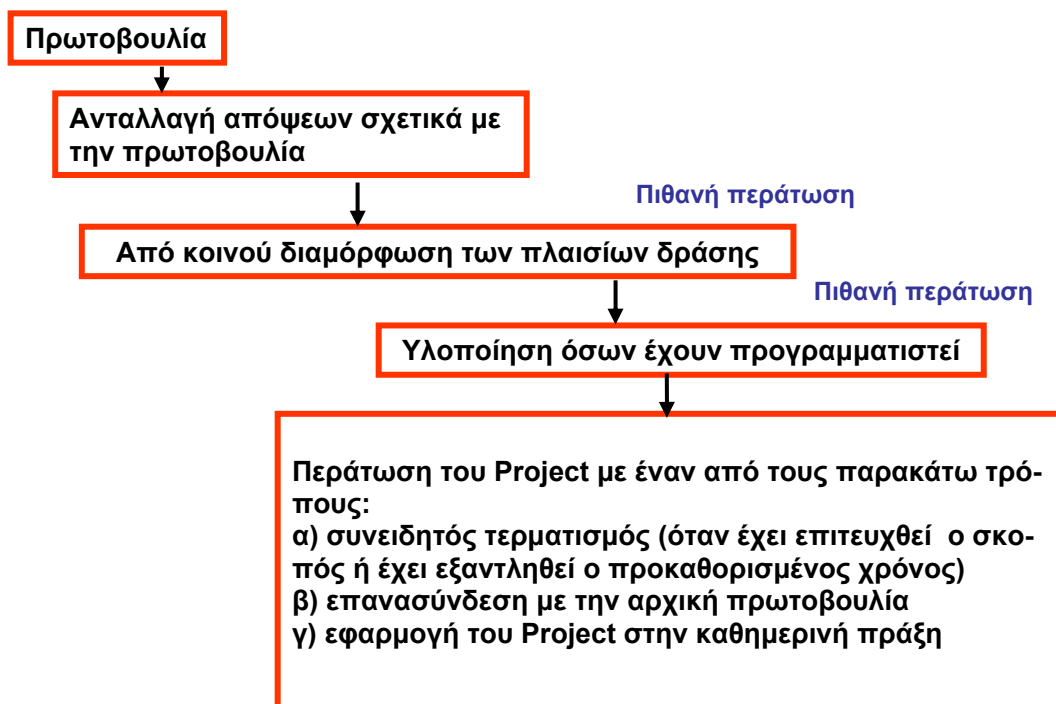 Πρωτοβουλία
Ανταλλαγή απόψεων σχετικά με
την πρωτοβουλία
Πιθανή περάτωση
Από κοινού διαμόρφωση των πλαισίων δράσης
Πιθανή περάτωση
Υλοποίηση όσων έχουν προγραμματιστεί
Περάτωση του Project με έναν από τους παρακάτω τρό-
πους:
α) συνειδητός τερματισμός (όταν έχει επιτευχθεί ο σκο-
πός ή έχει εξαντληθεί ο προκαθορισμένος χρόνος)
β) επανασύνδεση με την αρχική πρωτοβουλία
γ) εφαρμογή του Project στην καθημερινή πράξη